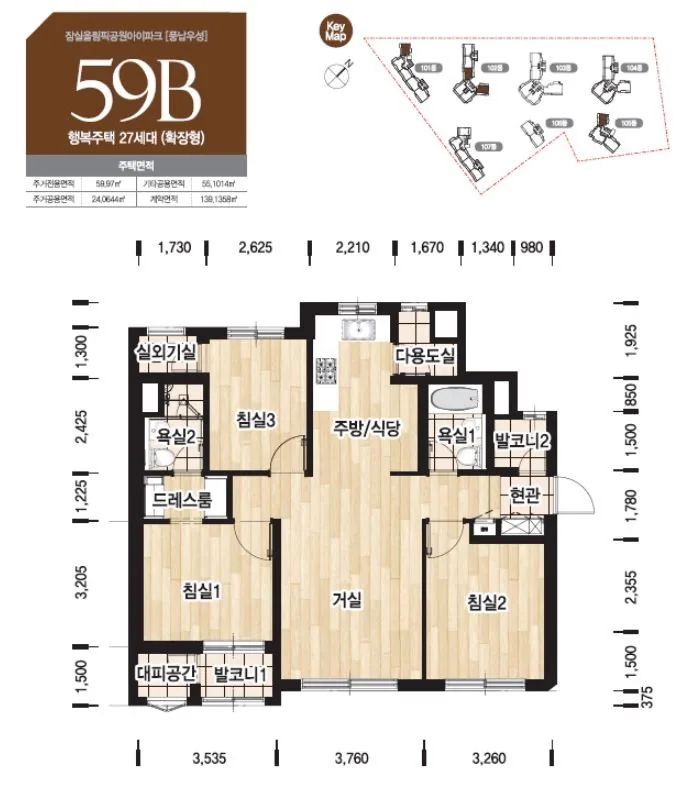 잠실올림픽공원아이파크 [풍납우성]
59B
행복주택 27세대 (확장형)
주택면적
주거전용면적 59.97㎡ 기타공용면적 55.1014㎡
주거공용면적 24.0644㎡ 계약면적 139.1358㎡
Key
Map
N
101동
102동
103동
104동
107동
106동
105동
1,730 2,625 2,210 1,670 1,340 980
1,300
2,425
1,225
3,205
1,500
1,925
850
1,500
1,780
2,355
1,500
375
실외기실
다용도실
침실3
주방/식당
욕실2
욕실1
발코니2
드레스룸
현관
침실1
거실
침실2
대피공간
발코니1
3,535 3,760 3,260